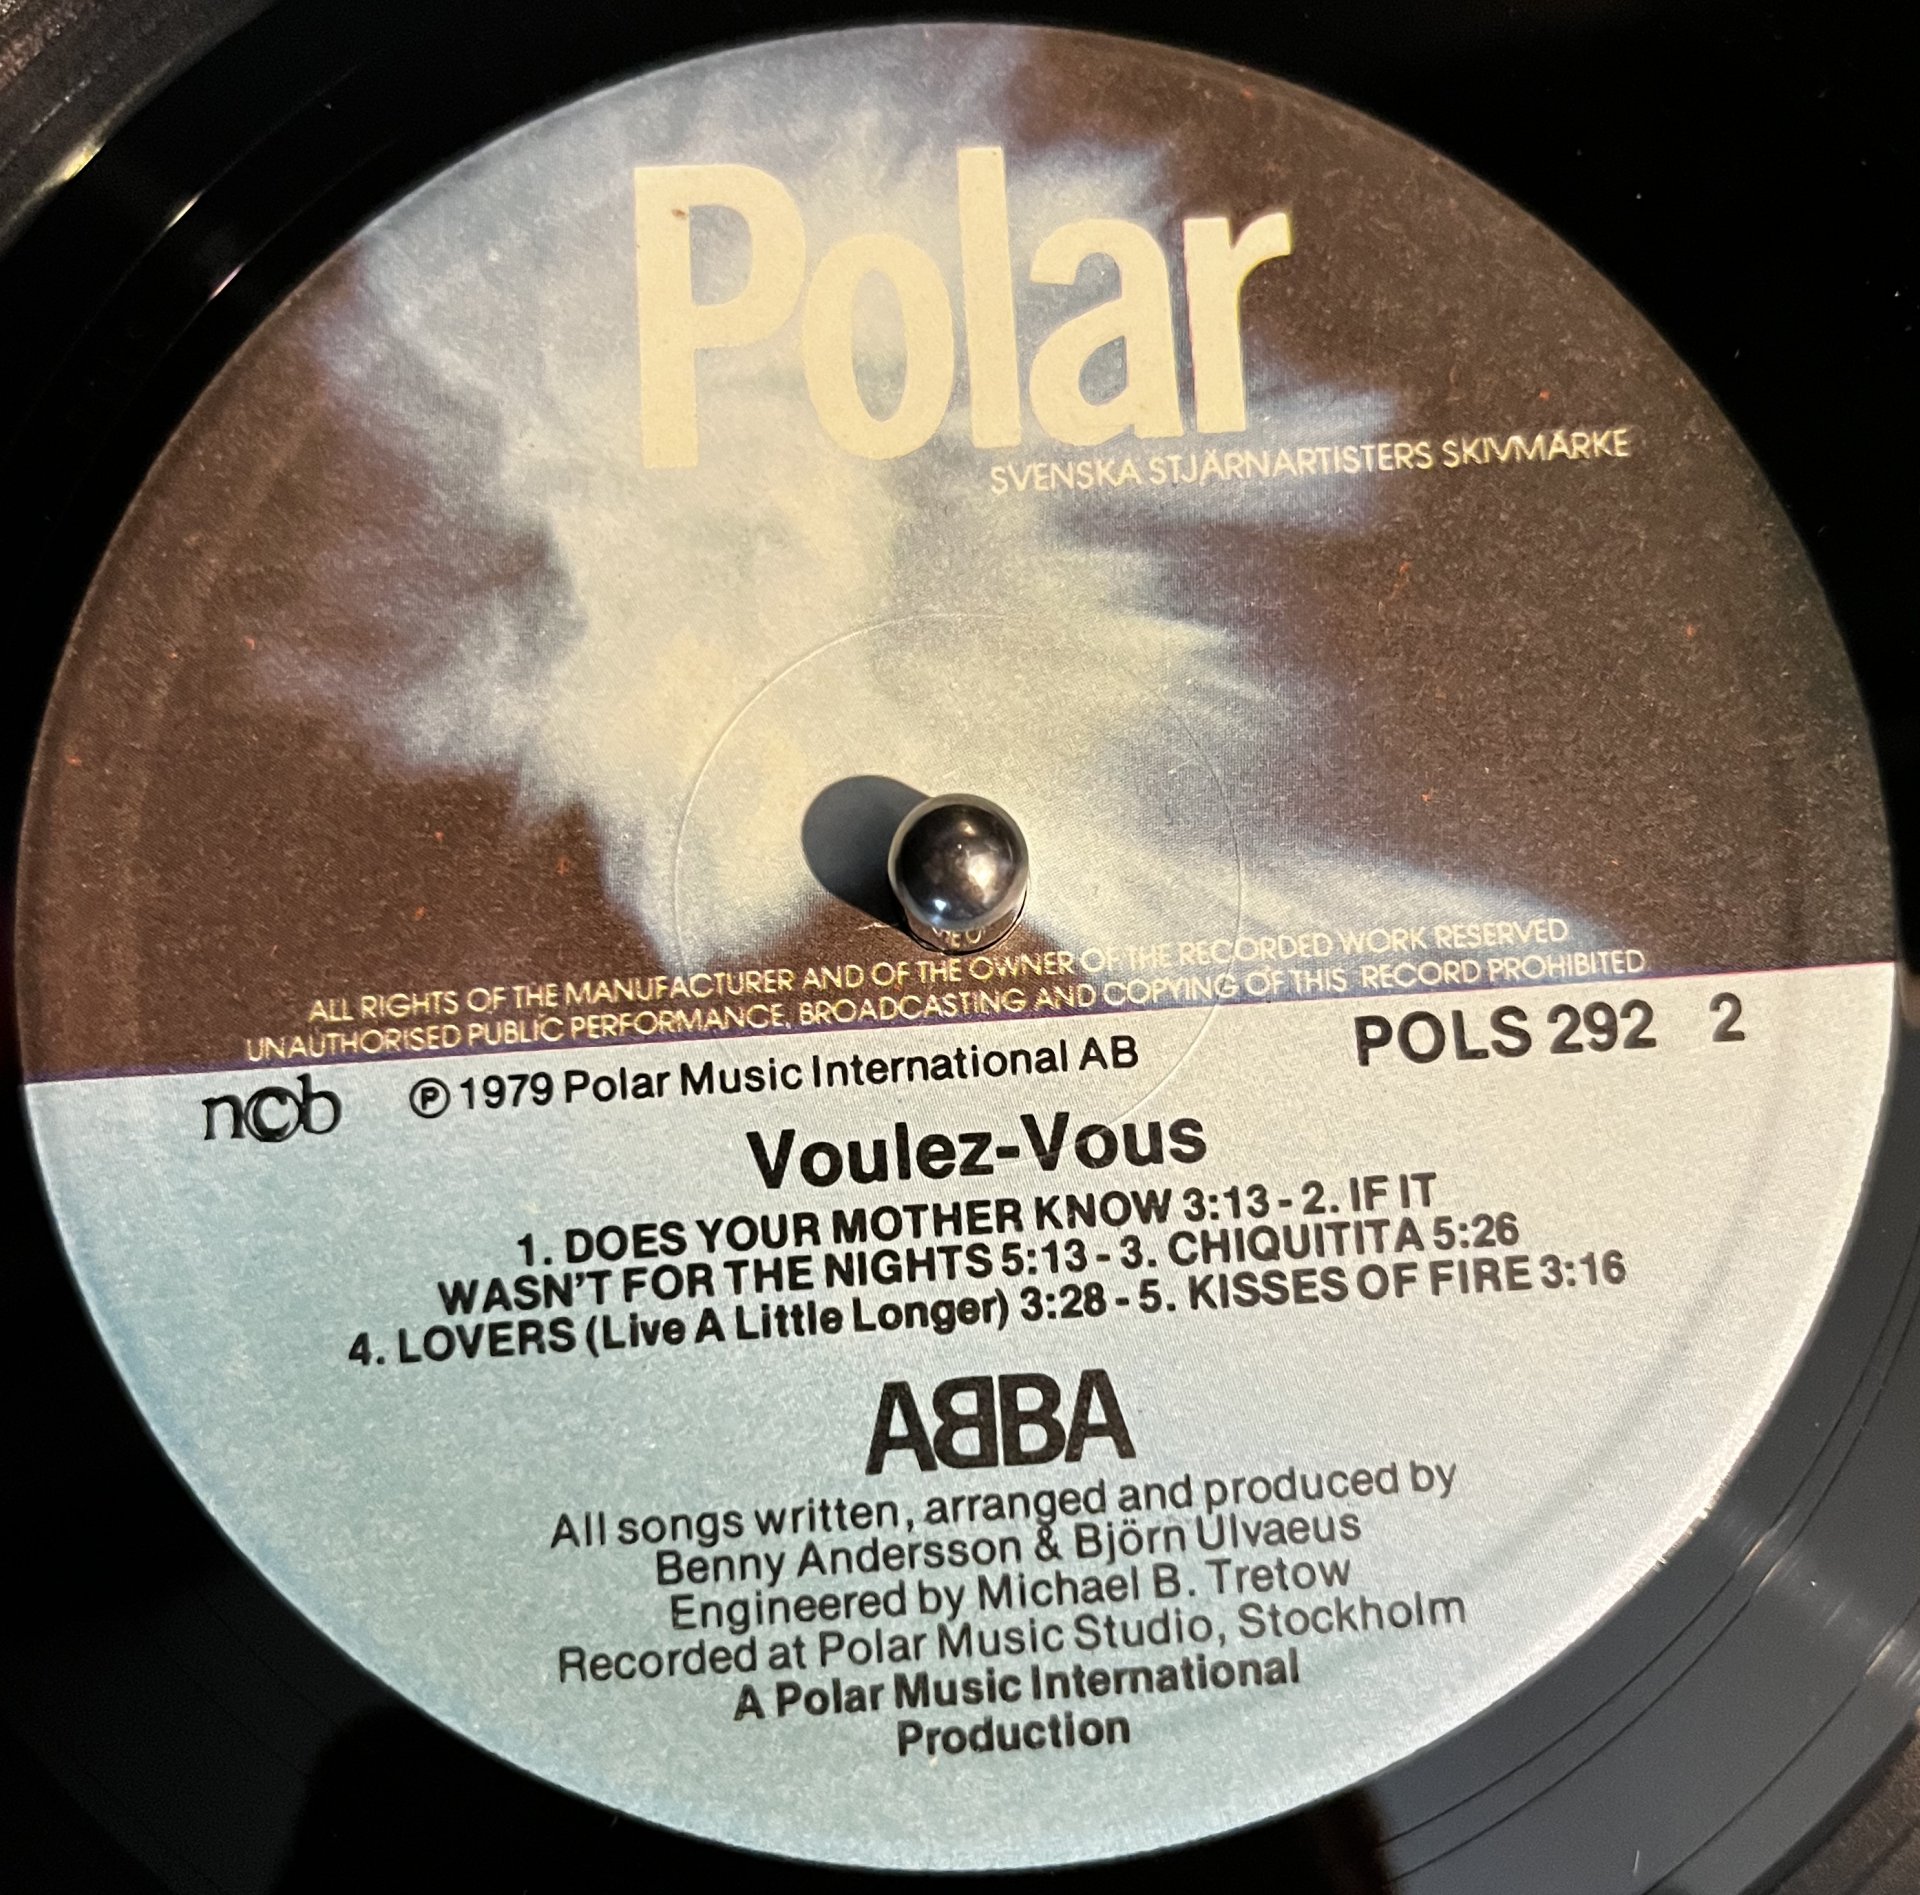 Polar
SVENSKA STJÄRNARTISTERS SKIVMÄRKE
ALL RIGHTS OF THE MANUFACTURER AND OF THE OWNER OF THE RECORDED WORK RESERVED
UNAUTHORISED PUBLIC PERFORMANCE, BROADCASTING AND COPYING OF THIS RECORD PROHIBITED
ncb ℗ 1979 Polar Music International AB POLS 292 2
Voulez-Vous
1. DOES YOUR MOTHER KNOW 3:13 - 2. IF IT
WASN'T FOR THE NIGHTS 5:13 - 3. CHIQUITITA 5:26
4. LOVERS (Live A Little Longer) 3:28 - 5. KISSES OF FIRE 3:16
ABBA
All songs written, arranged and produced by
Benny Andersson & Björn Ulvaeus
Engineered by Michael B. Tretow
Recorded at Polar Music Studio, Stockholm
A Polar Music International
Production